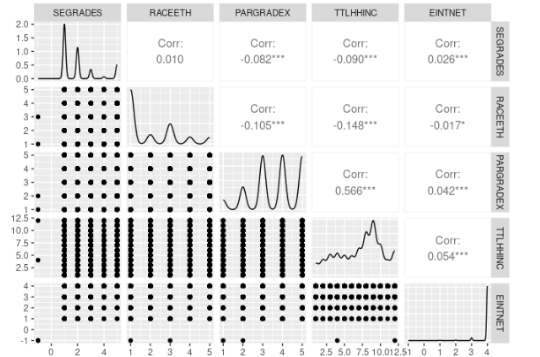 SEGRADES RACEETH PARGRADEX TTLHHINC EINTNET
2.0
1.5
1.0
0.5
0.0
Corr:
0.010
Corr:
-0.082***
Corr:
-0.090***
Corr:
0.026***
SEGRADES
5
4
3
2
1
Corr:
-0.105***
Corr:
-0.148***
Corr:
-0.017*
RACEETH
5
4
3
2
1
Corr:
0.566***
Corr:
0.042***
PARGRADEX
12.5
10.0
7.5
5.0
2.5
Corr:
0.054***
TTLHHINC
4
3
2
1
0
-1
EINTNET
0 2 4 1 2 3 4 5 1 2 3 4 5 2.5 5.0 7.5 10.0 12.5 -1 0 1 2 3 4